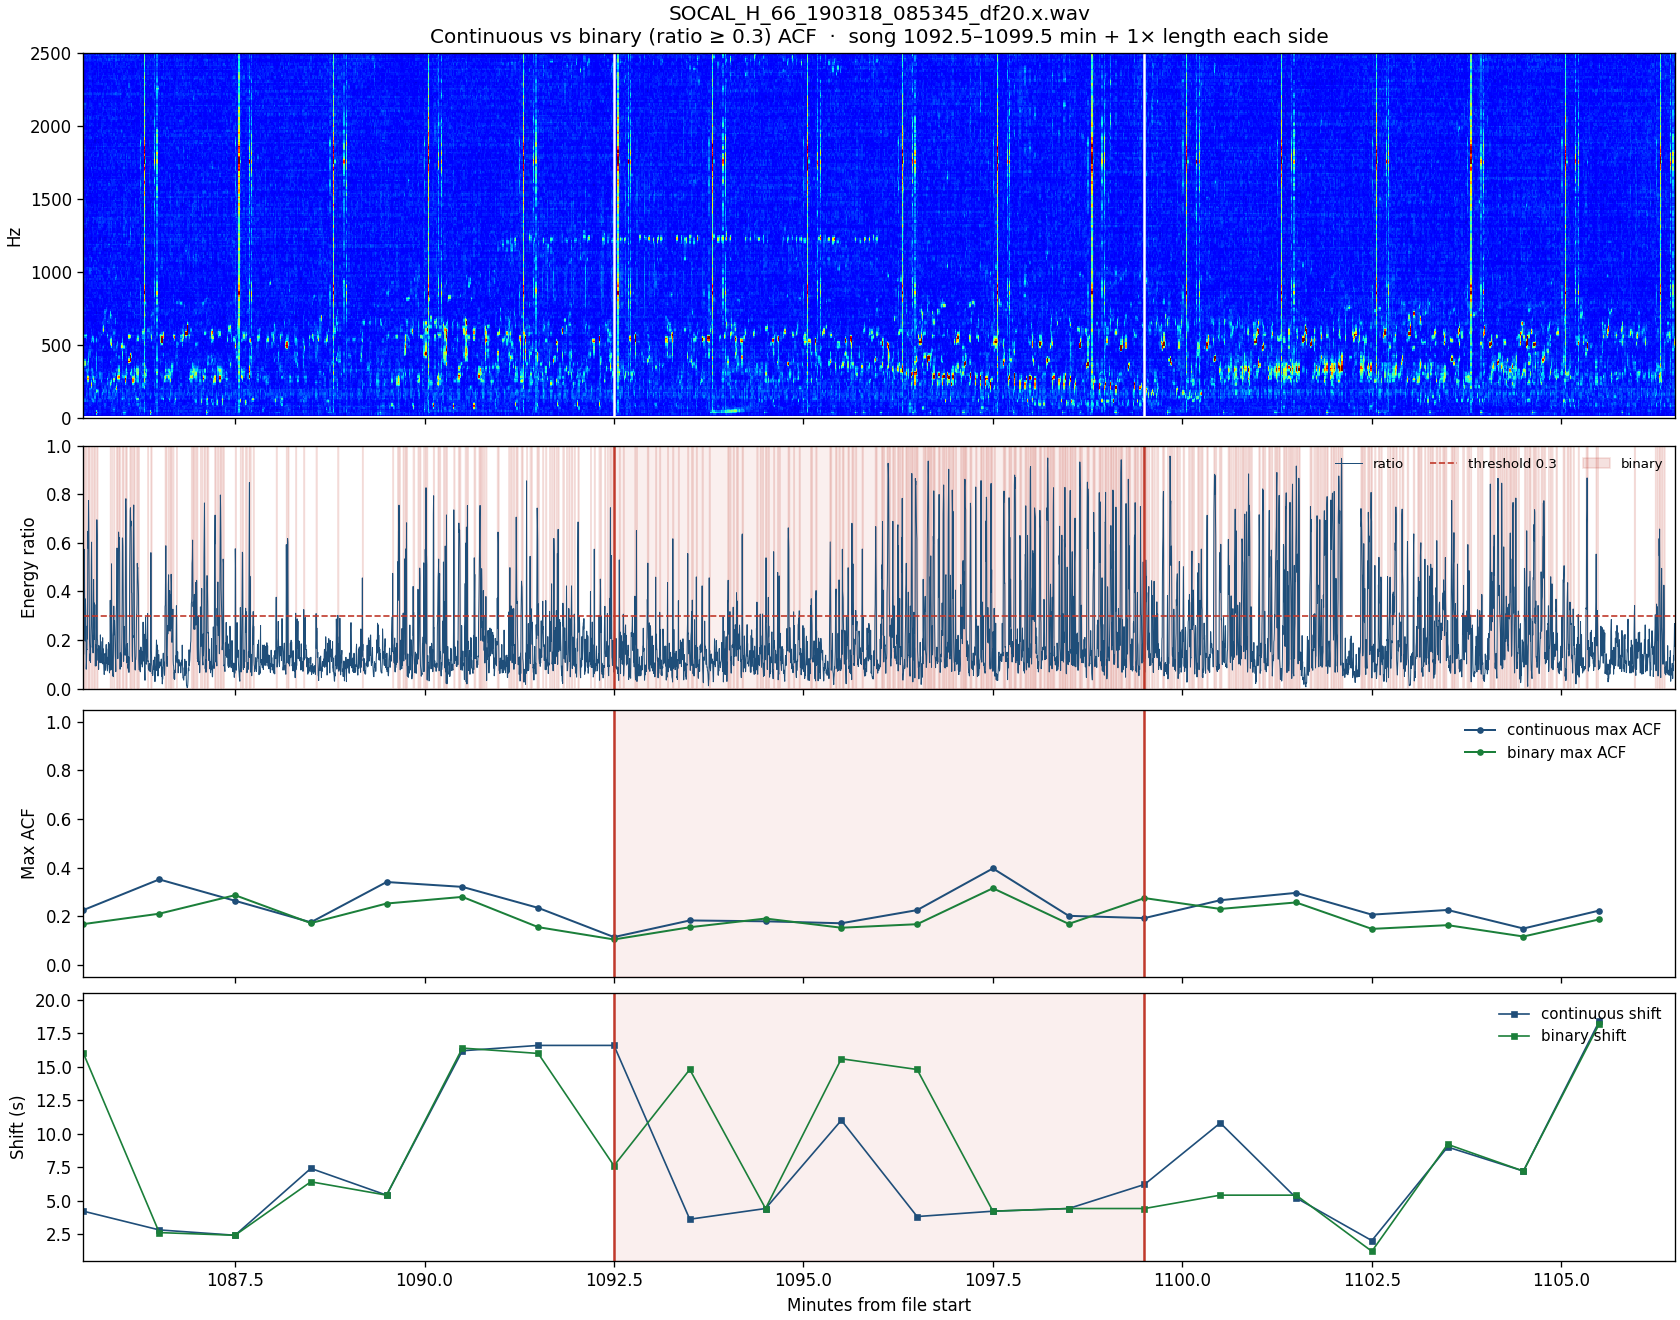 SOCAL_H_66_190318_085345_df20.x.wav
Continuous vs binary (ratio ≥ 0.3) ACF · song 1092.5–1099.5 min + 1× length each side
2500
2000
1500
1000
500
0
Hz
1.0
0.8
0.6
0.4
0.2
0.0
Energy ratio
ratio
threshold 0.3
binary
1.0
0.8
0.6
0.4
0.2
0.0
Max ACF
continuous max ACF
binary max ACF
20.0
17.5
15.0
12.5
10.0
7.5
5.0
2.5
Shift (s)
continuous shift
binary shift
1087.5
1090.0
1092.5
1095.0
1097.5
1100.0
1102.5
1105.0
Minutes from file start